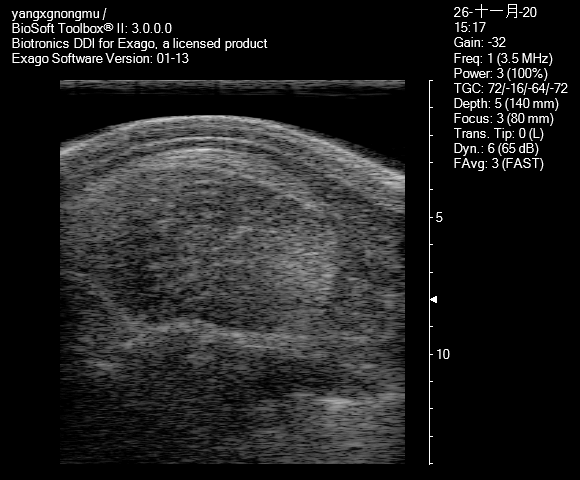 yangxgnongmu /
BioSoft Toolbox® II: 3.0.0.0
Biotronics DDI for Exago, a licensed product
Exago Software Version: 01-13
26-十一月-20
15:17
Gain: -32
Freq: 1 (3.5 MHz)
Power: 3 (100%)
TGC: 72/-16/-64/-72
Depth: 5 (140 mm)
Focus: 3 (80 mm)
Trans. Tip: 0 (L)
Dyn.: 6 (65 dB)
FAvg: 3 (FAST)
5
10